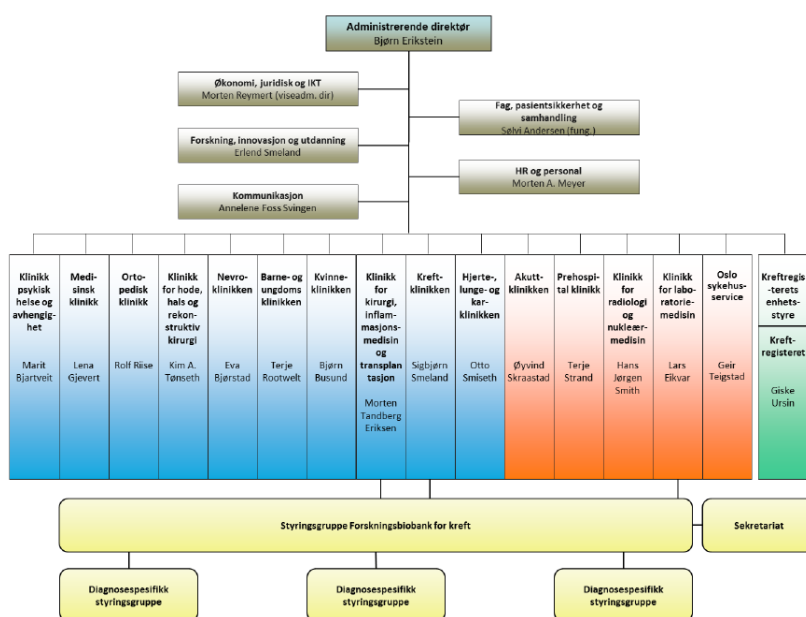 Administrerende direktør
Bjørn Erikstein
Økonomi, juridisk og IKT
Morten Reymert (viseadm. dir)
Fag, pasientsikkerhet og
samhandling
Sølvi Andersen (fung.)
Forskning, innovasjon og utdanning
Erlend Smeland
HR og personal
Morten A. Meyer
Kommunikasjon
Annelene Foss Svingen
Klinikk
psykisk
helse og
avhengig-
het
Marit
Bjartveit
Medi-
sinsk
klinikk
Lena
Gjevert
Orto-
pedisk
klinikk
Rolf Riise
Klinikk
for hode,
hals og
rekon-
struktiv
kirurgi
Kim A.
Tønseth
Nevro-
klinikken
Eva
Bjørstad
Barne- og
ungdoms
klinikken
Terje
Rootwelt
Kvinne-
klinikken
Bjørn
Busund
Klinikk
for
kirurgi,
inflam-
masjons-
medisin
og
transplan
tasjon
Morten
Tandberg
Eriksen
Kreft-
klinikken
Sigbjørn
Smeland
Hjerte-,
lunge- og
kar-
klinikken
Otto
Smiseth
Akutt-
klinikken
Øyvind
Skraastad
Prehospi-
tal klinikk
Terje
Strand
Klinikk
for
radiologi
og
nukleær-
medisin
Hans
Jørgen
Smith
Klinikk
for labo-
ratorie-
medisin
Lars
Eikvar
Oslo
sykehus-
service
Geir
Teigstad
Kreftregis
-terets
enhets-
styre
Kreft-
registeret
Giske
Ursin
Styringsgruppe Forskningsbiobank for kreft
Sekretariat
Diagnosespesifikk
styringsgruppe
Diagnosespesifikk
styringsgruppe
Diagnosespesifikk
styringsgruppe